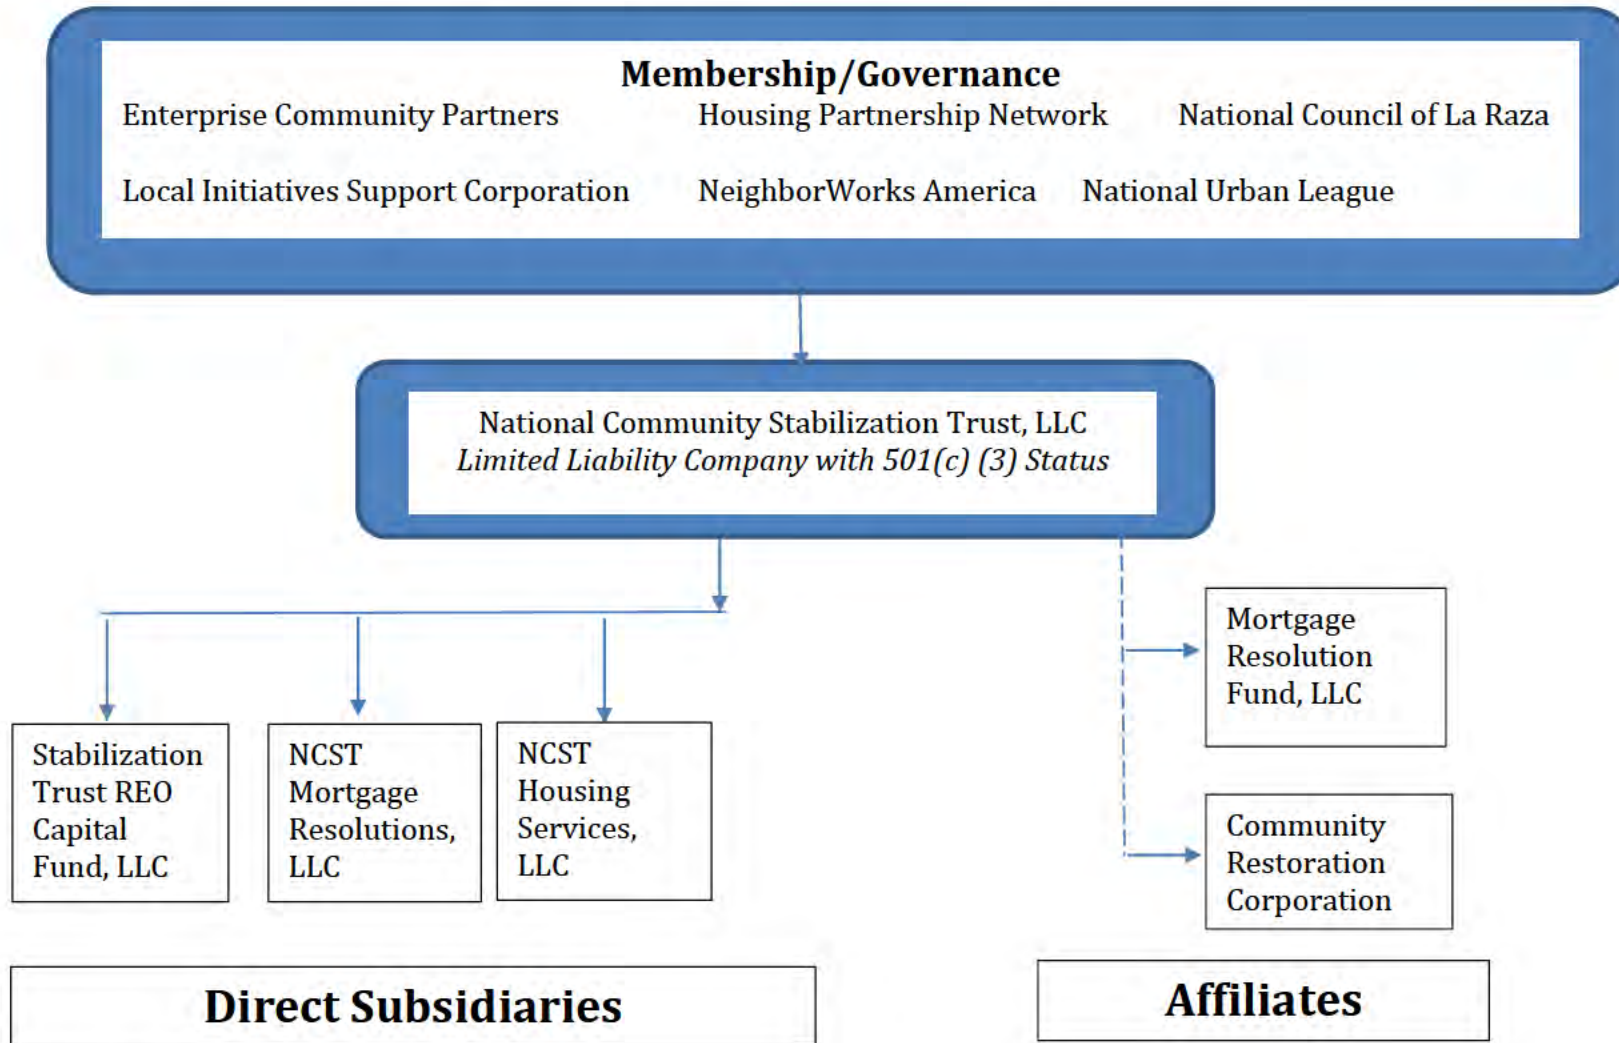 Membership/Governance
Enterprise Community Partners Housing Partnership Network National Council of La Raza
Local Initiatives Support Corporation NeighborWorks America National Urban League
National Community Stabilization Trust, LLC
Limited Liability Company with 501(c) (3) Status
Stabilization
Trust REO
Capital
Fund, LLC
NCST
Mortgage
Resolutions,
LLC
NCST
Housing
Services,
LLC
Mortgage
Resolution
Fund, LLC
Community
Restoration
Corporation
Direct Subsidiaries
Affiliates